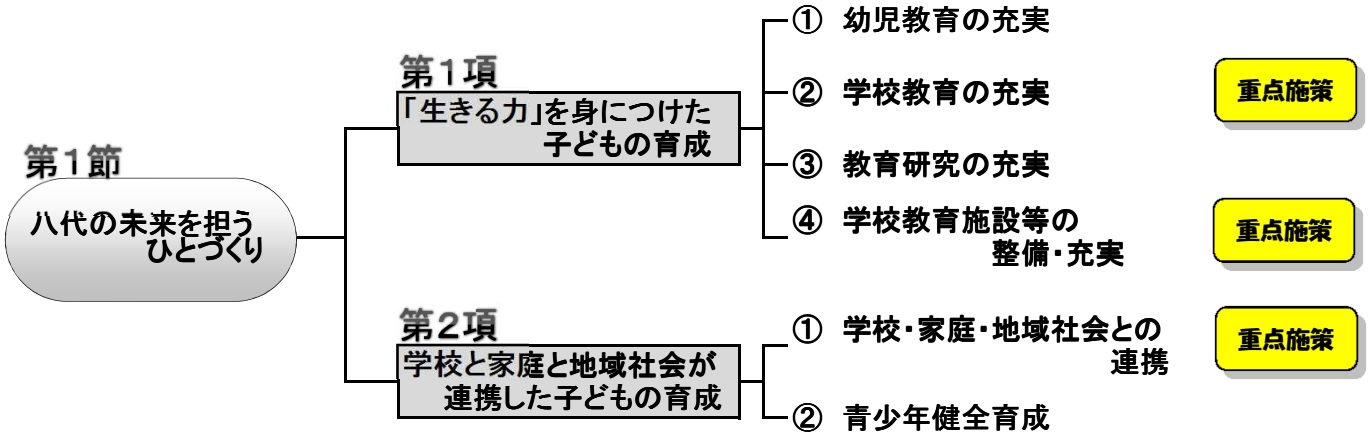 第1節
八代の未来を担う
ひとづくり
第1項
「生きる力」を身につけた
子どもの育成
① 幼児教育の充実
② 学校教育の充実
重点施策
③ 教育研究の充実
④ 学校教育施設等の
整備・充実
重点施策
第2項
学校と家庭と地域社会が
連携した子どもの育成
① 学校・家庭・地域社会との
連携
重点施策
② 青少年健全育成